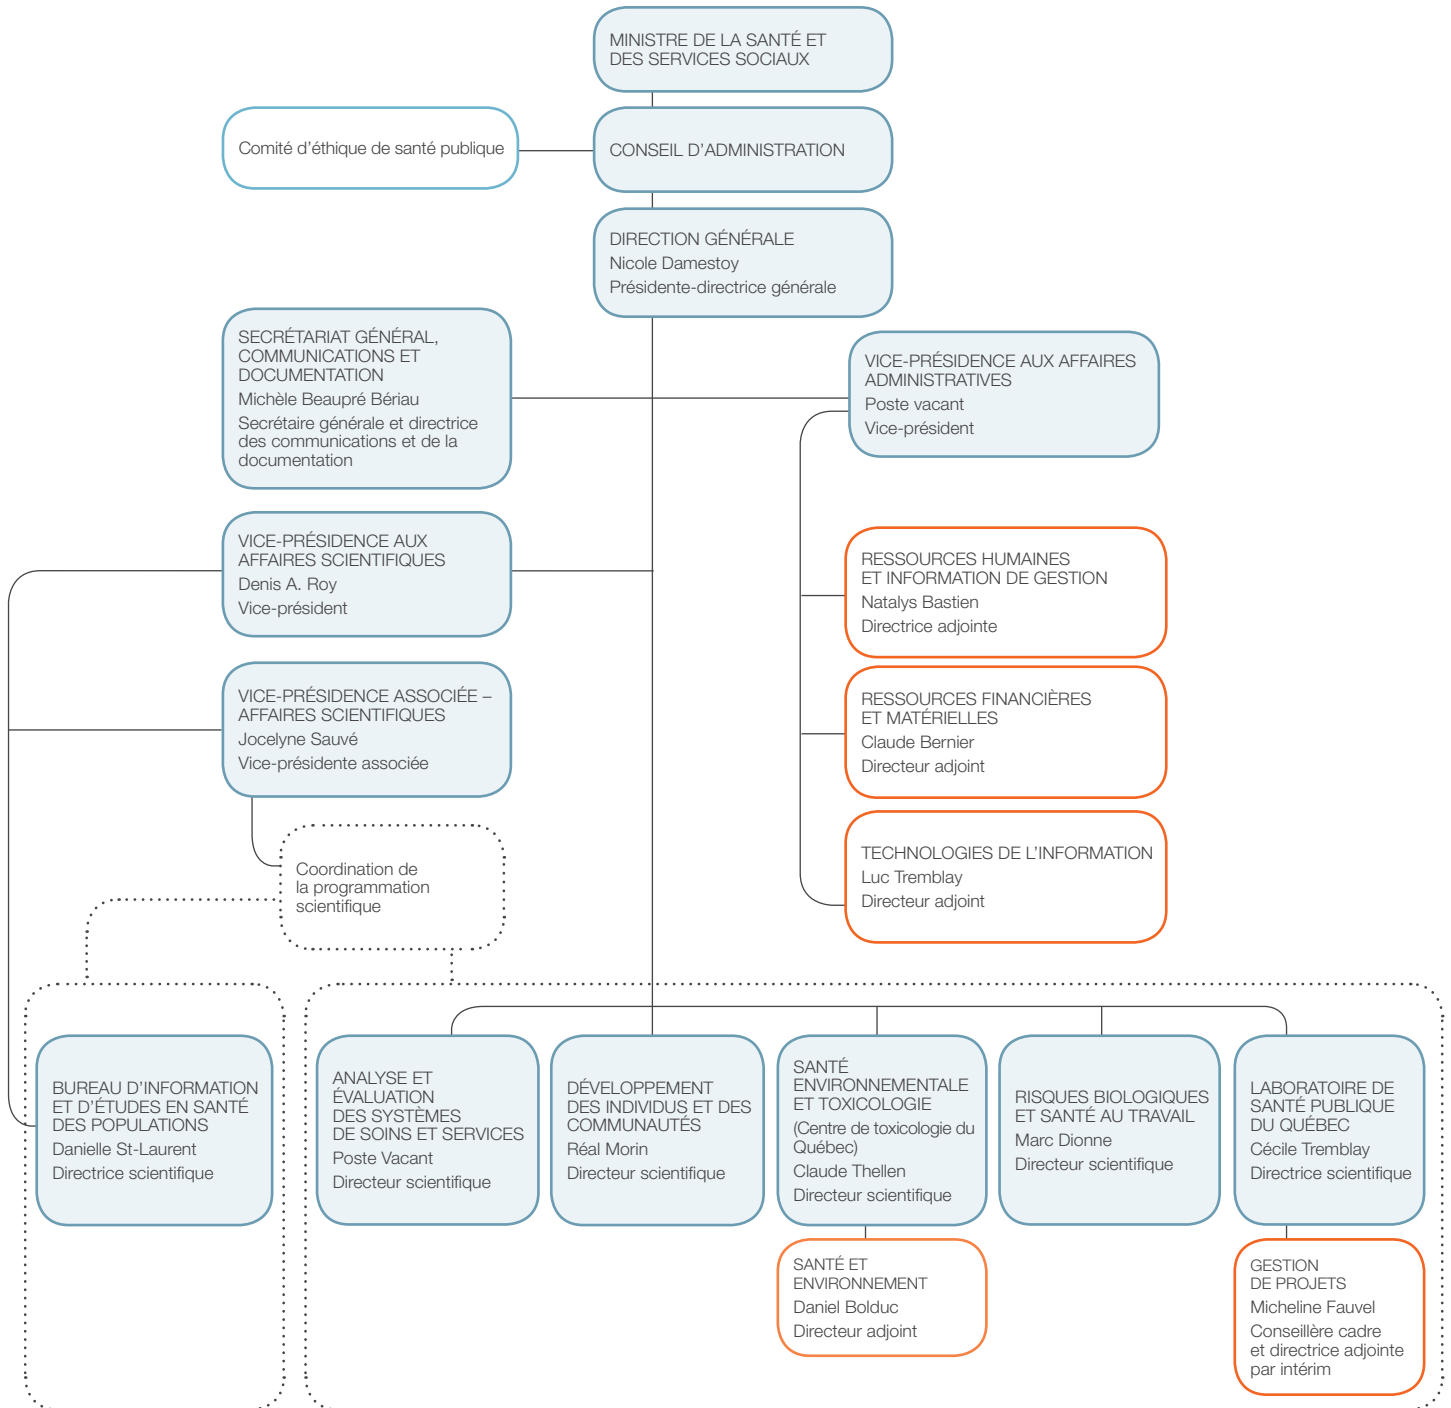 MINISTRE DE LA SANTÉ ET
DES SERVICES SOCIAUX
Comité d'éthique de santé publique
CONSEIL D'ADMINISTRATION
DIRECTION GÉNÉRALE
Nicole Damestoy
Présidente-directrice générale
SECRÉTARIAT GÉNÉRAL,
COMMUNICATIONS ET
DOCUMENTATION
Michèle Beaupré Bériau
Secrétaire générale et directrice
des communications et de la
documentation
VICE-PRÉSIDENCE AUX AFFAIRES
ADMINISTRATIVES
Poste vacant
Vice-président
VICE-PRÉSIDENCE AUX
AFFAIRES SCIENTIFIQUES
Denis A. Roy
Vice-président
RESSOURCES HUMAINES
ET INFORMATION DE GESTION
Natalys Bastien
Directrice adjointe
VICE-PRÉSIDENCE ASSOCIÉE –
AFFAIRES SCIENTIFIQUES
Jocelyne Sauvé
Vice-présidente associée
RESSOURCES FINANCIÈRES
ET MATÉRIELLES
Claude Bernier
Directeur adjoint
TECHNOLOGIES DE L'INFORMATION
Luc Tremblay
Directeur adjoint
Coordination de
la programmation
scientifique
BUREAU D'INFORMATION
ET D'ÉTUDES EN SANTÉ
DES POPULATIONS
Danielle St-Laurent
Directrice scientifique
ANALYSE ET
ÉVALUATION
DES SYSTÈMES
DE SOINS ET SERVICES
Poste Vacant
Directeur scientifique
DÉVELOPPEMENT
DES INDIVIDUS ET DES
COMMUNAUTÉS
Réal Morin
Directeur scientifique
SANTÉ
ENVIRONNEMENTALE
ET TOXICOLOGIE
(Centre de toxicologie du
Québec)
Claude Thellen
Directeur scientifique
RISQUES BIOLOGIQUES
ET SANTÉ AU TRAVAIL
Marc Dionne
Directeur scientifique
LABORATOIRE DE
SANTÉ PUBLIQUE
DU QUÉBEC
Cécile Tremblay
Directrice scientifique
SANTÉ ET
ENVIRONNEMENT
Daniel Bolduc
Directeur adjoint
GESTION
DE PROJETS
Micheline Fauvel
Conseillère cadre
et directrice adjointe
par intérim